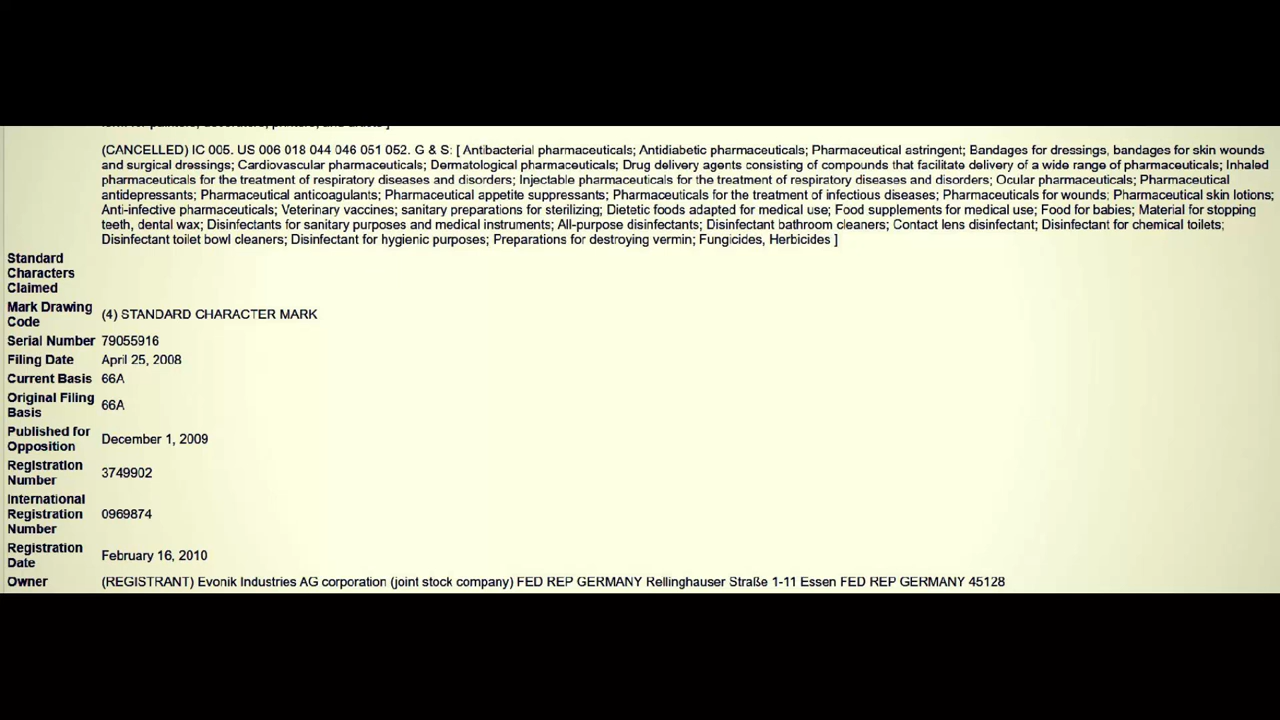 (CANCELLED) IC 005. US 006 018 044 046 051 052. G & S: [ Antibacterial pharmaceuticals; Antidiabetic pharmaceuticals; Pharmaceutical astringent; Bandages for dressings, bandages for skin wounds
and surgical dressings; Cardiovascular pharmaceuticals; Dermatological pharmaceuticals; Drug delivery agents consisting of compounds that facilitate delivery of a wide range of pharmaceuticals; Inhaled
pharmaceuticals for the treatment of respiratory diseases and disorders; Injectable pharmaceuticals for the treatment of respiratory diseases and disorders; Ocular pharmaceuticals; Pharmaceutical
antidepressants; Pharmaceutical anticoagulants; Pharmaceutical appetite suppressants; Pharmaceuticals for the treatment of infectious diseases; Pharmaceuticals for wounds; Pharmaceutical skin lotions;
Anti-infective pharmaceuticals; Veterinary vaccines; sanitary preparations for sterilizing; Dietetic foods adapted for medical use; Food supplements for medical use; Food for babies; Material for stopping
teeth, dental wax; Disinfectants for sanitary purposes and medical instruments; All-purpose disinfectants; Disinfectant bathroom cleaners; Contact lens disinfectant; Disinfectant for chemical toilets;
Disinfectant toilet bowl cleaners; Disinfectant for hygienic purposes; Preparations for destroying vermin; Fungicides, Herbicides ]
Standard
Characters
Claimed
Mark Drawing
Code (4) STANDARD CHARACTER MARK
Serial Number 79055916
Filing Date April 25, 2008
Current Basis 66A
Original Filing
Basis 66A
Published for
Opposition December 1, 2009
Registration
Number 3749902
International
Registration
Number 0969874
Registration
Date February 16, 2010
Owner (REGISTRANT) Evonik Industries AG corporation (joint stock company) FED REP GERMANY Rellinghauser Straße 1-11 Essen FED REP GERMANY 45128